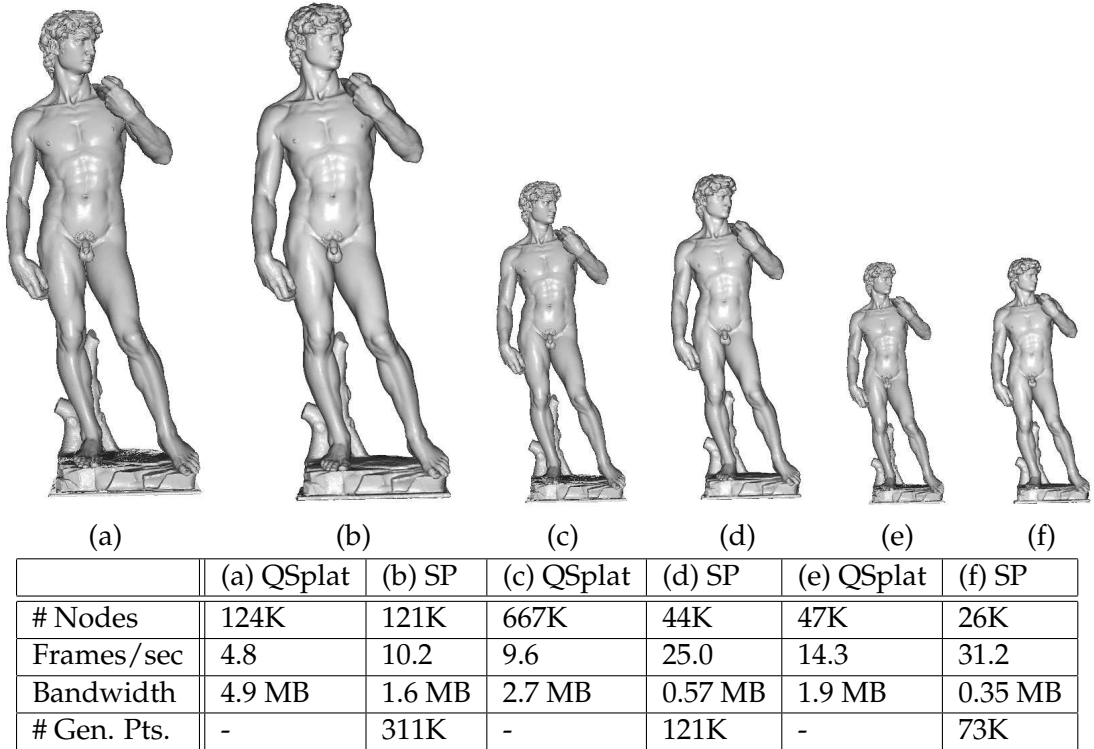 (a) (b) (c) (d) (e) (f)
(a) QSplat (b) SP (c) QSplat (d) SP (e) QSplat (f) SP
# Nodes 124K 121K 667K 44K 47K 26K
Frames/sec 4.8 10.2 9.6 25.0 14.3 31.2
Bandwidth 4.9 MB 1.6 MB 2.7 MB 0.57 MB 1.9 MB 0.35 MB
# Gen. Pts. - 311K - 121K - 73K